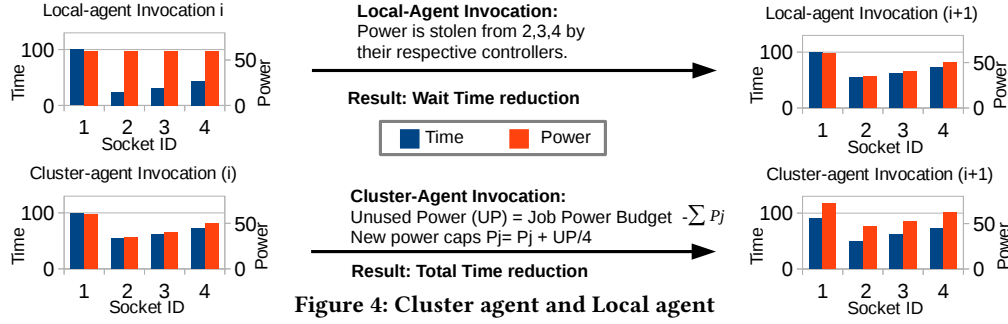 Local-agent Invocation i
100
0
50
0
Time
Power
1 2 3 4
Socket ID
Local-Agent Invocation:
Power is stolen from 2,3,4 by
their respective controllers.
Result: Wait Time reduction
Local-agent Invocation (i+1)
100
0
50
0
Time
Power
1 2 3 4
Socket ID
Time Power
Cluster-agent Invocation (i)
100
0
50
0
Time
Power
1 2 3 4
Socket ID
Cluster-Agent Invocation:
Unused Power (UP) = Job Power Budget -∑ Pj
New power caps Pj= Pj + UP/4
Result: Total Time reduction
Cluster-agent Invocation (i+1)
100
0
50
0
Time
Power
1 2 3 4
Socket ID
Figure 4: Cluster agent and Local agent